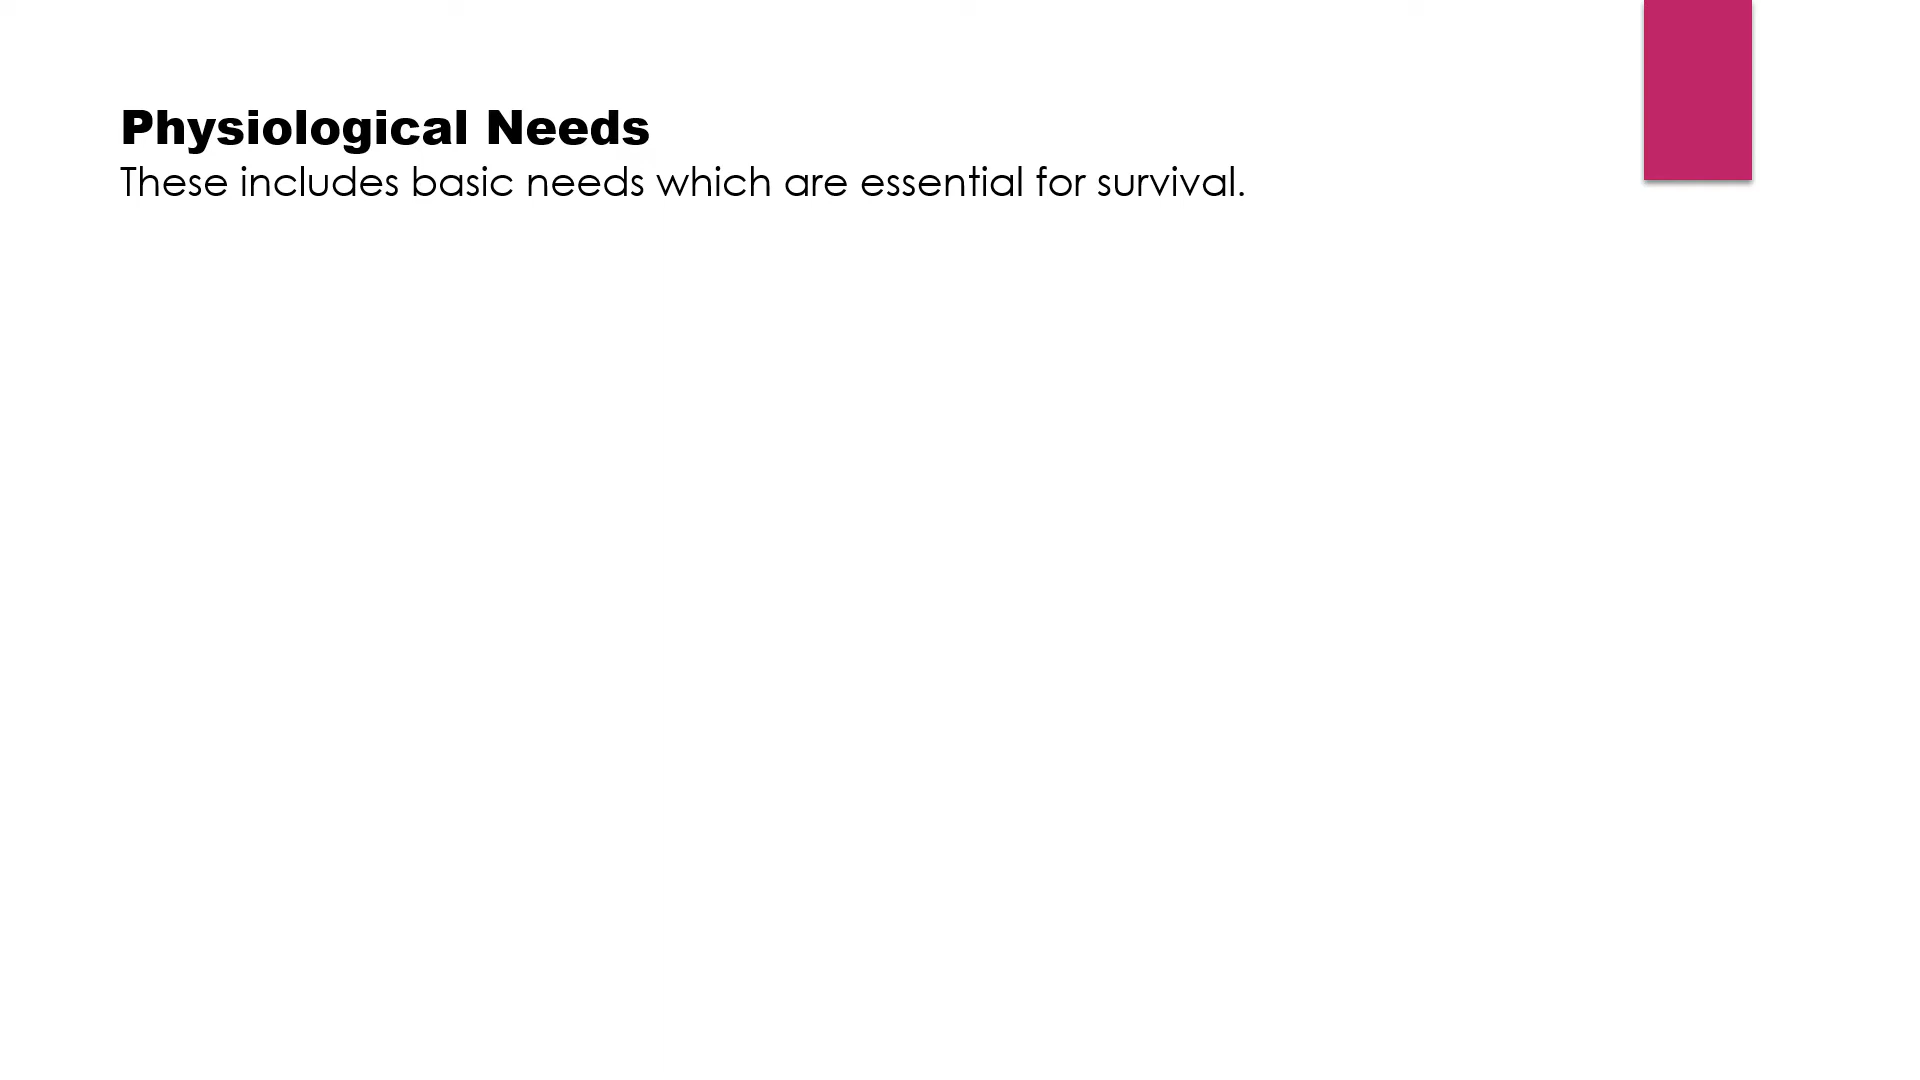 Physiological Needs
These includes basic needs which are essential for survival.